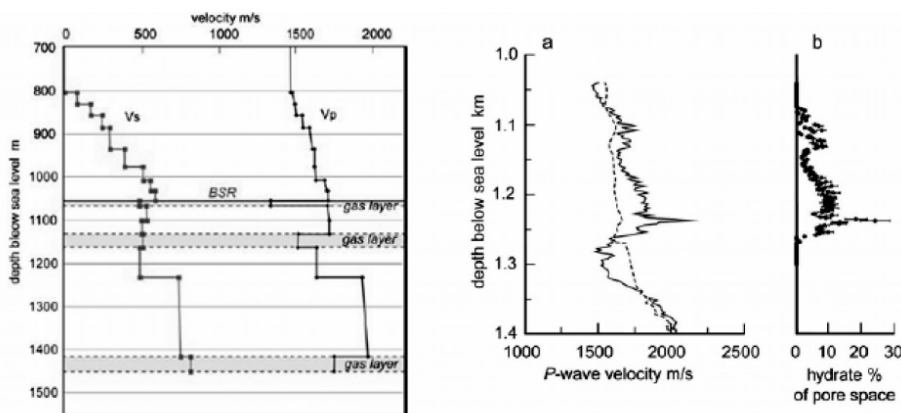 velocity m/s
0 500 1000 1500 2000
700
800
900
1000
1100
1200
1300
1400
1500
depth below sea level m
Vs
Vp
BSR
gas layer
gas layer
gas layer
a
1.0
1.1
1.2
1.3
1.4
depth below sea level km
1000 1500 2000 2500
P-wave velocity m/s
b
0 10 20 30
hydrate %
of pore space